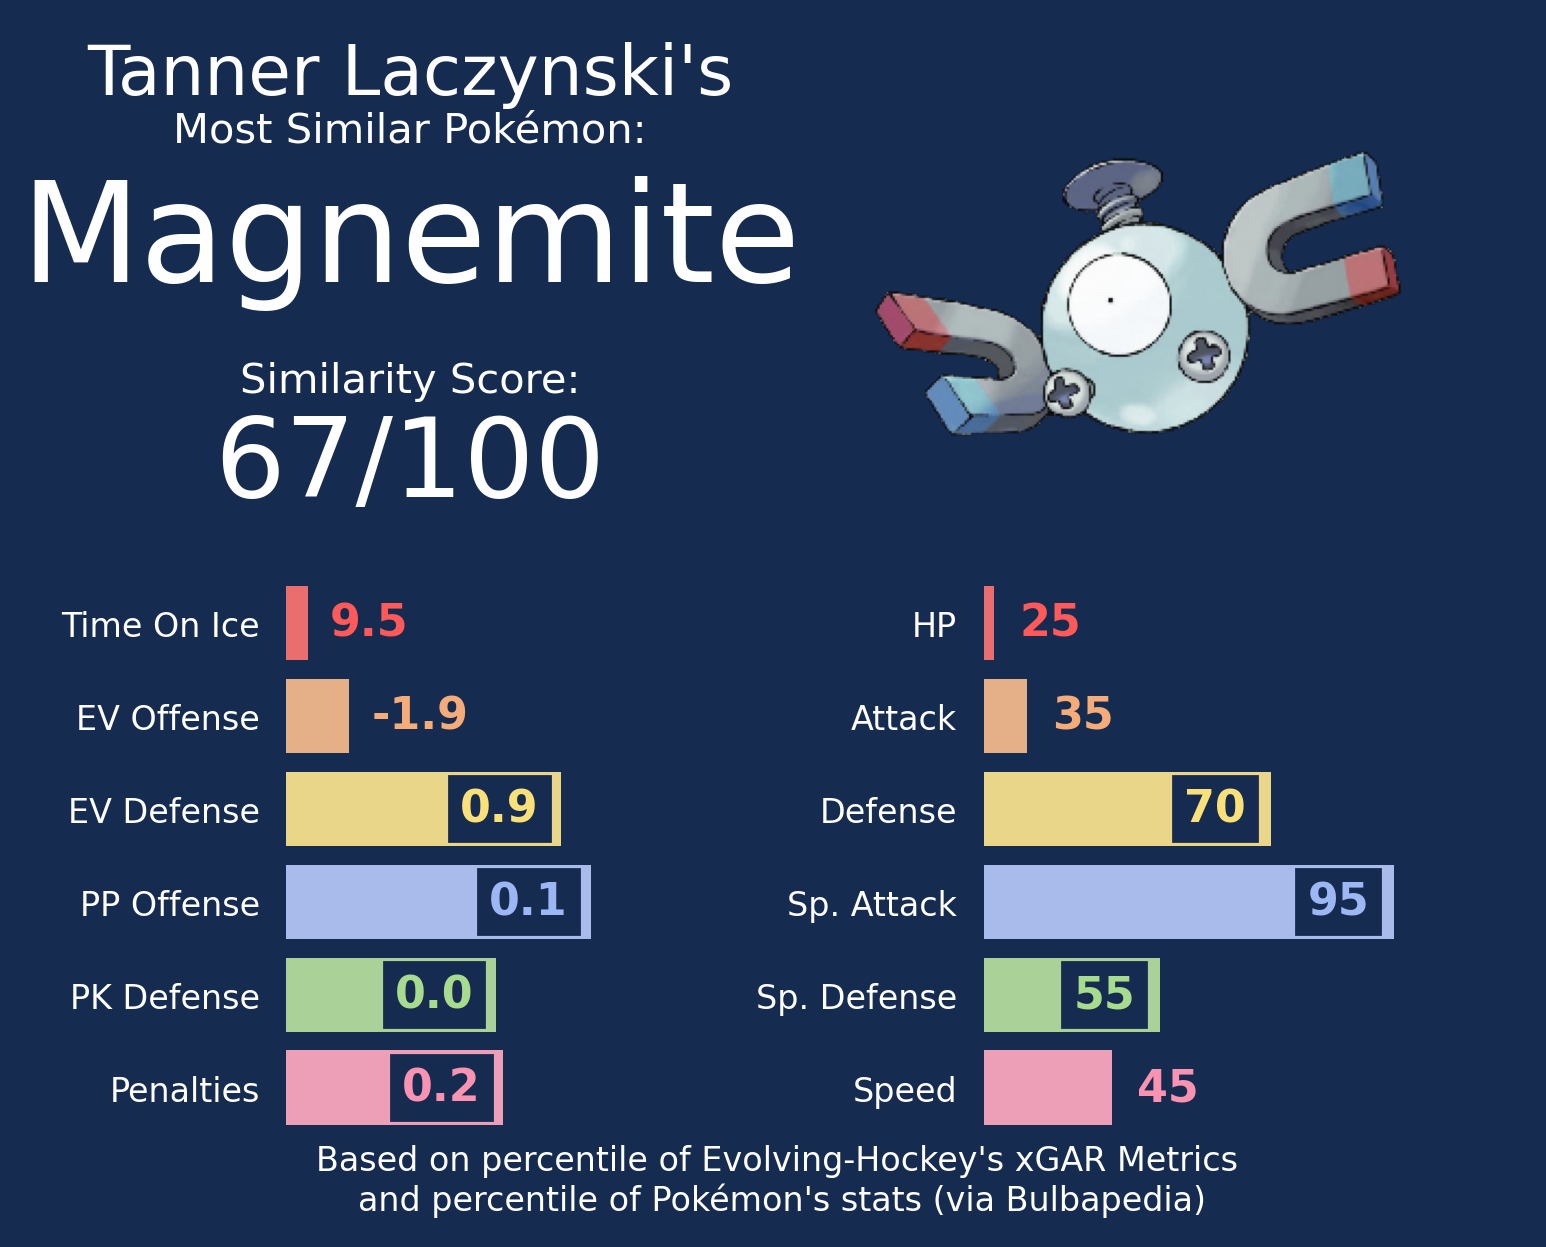 Tanner Laczynski's
Most Similar Pokémon:
Magnemite
Similarity Score:
67/100
Time On Ice 9.5
EV Offense -1.9
EV Defense 0.9
PP Offense 0.1
PK Defense 0.0
Penalties 0.2
HP 25
Attack 35
Defense 70
Sp. Attack 95
Sp. Defense 55
Speed 45
Based on percentile of Evolving-Hockey's xGAR Metrics
and percentile of Pokémon's stats (via Bulbapedia)